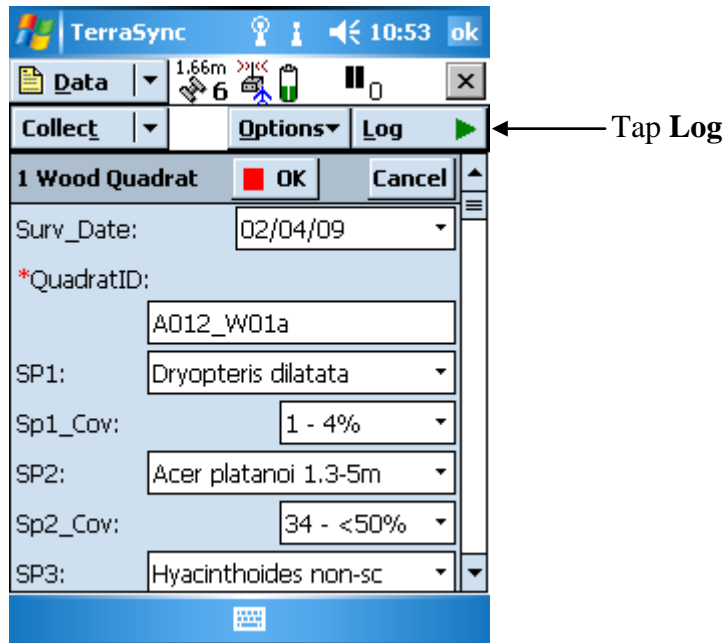 TerraSync 10:53 ok
Data 1.66m 6 0
Collect Options Log Tap Log
1 Wood Quadrat OK Cancel
Surv_Date: 02/04/09
*QuadratID:
A012_W01a
SP1: Dryopteris dilatata
Sp1_Cov: 1 - 4%
SP2: Acer platanoi 1.3-5m
Sp2_Cov: 34 - <50%
SP3: Hyacinthoides non-sc